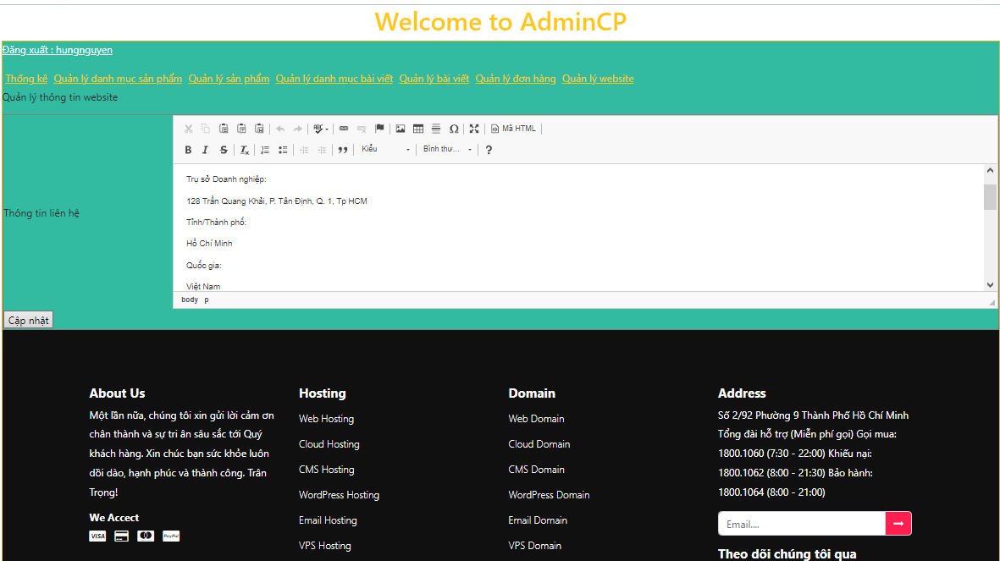 Welcome to AdminCP
Đăng xuất : hungnguyen
Thống kê Quản lý danh mục sản phẩm Quản lý sản phẩm Quản lý danh mục bài viết Quản lý bài viết Quản lý đơn hàng Quản lý website
Quản lý thông tin website
Mã HTML
B I S Ix Kiểu Bình thư... ?
Trụ sở Doanh nghiệp:
128 Trần Quang Khải, P. Tân Định, Q. 1, Tp HCM
Thông tin liên hệ
Tỉnh/Thành phố:
Hồ Chí Minh
Quốc gia:
Việt Nam
body p
Cập nhật
About Us
Một lần nữa, chúng tôi xin gửi lời cảm ơn
chân thành và sự tri ân sâu sắc tới Quý
khách hàng. Xin chúc bạn sức khỏe luôn
dồi dào, hạnh phúc và thành công. Trân
Trọng!
We Accect
VISA PayPal
Hosting
Web Hosting
Cloud Hosting
CMS Hosting
WordPress Hosting
Email Hosting
VPS Hosting
Domain
Web Domain
Cloud Domain
CMS Domain
WordPress Domain
Email Domain
VPS Domain
Address
Số 2/92 Phường 9 Thành Phố Hồ Chí Minh
Tổng đài hỗ trợ (Miễn phí gọi) Gọi mua:
1800.1060 (7:30 - 22:00) Khiếu nại:
1800.1062 (8:00 - 21:30) Bảo hành:
1800.1064 (8:00 - 21:00)
Email....
Theo dõi chúng tôi qua